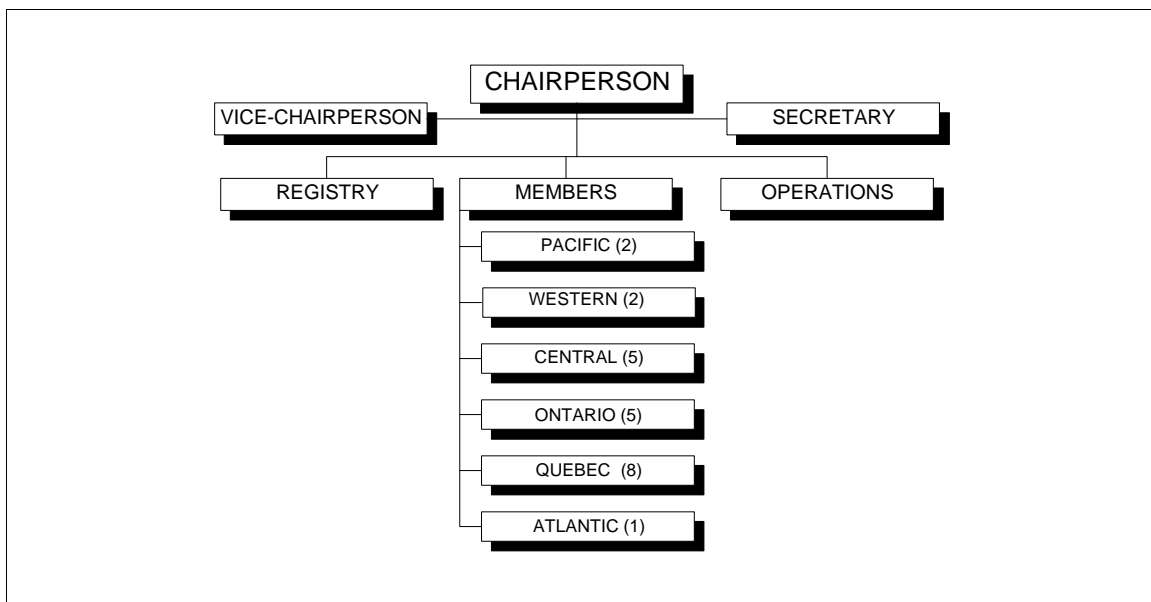 CHAIRPERSON
VICE-CHAIRPERSON
SECRETARY
REGISTRY
MEMBERS
OPERATIONS
PACIFIC (2)
WESTERN (2)
CENTRAL (5)
ONTARIO (5)
QUEBEC (8)
ATLANTIC (1)